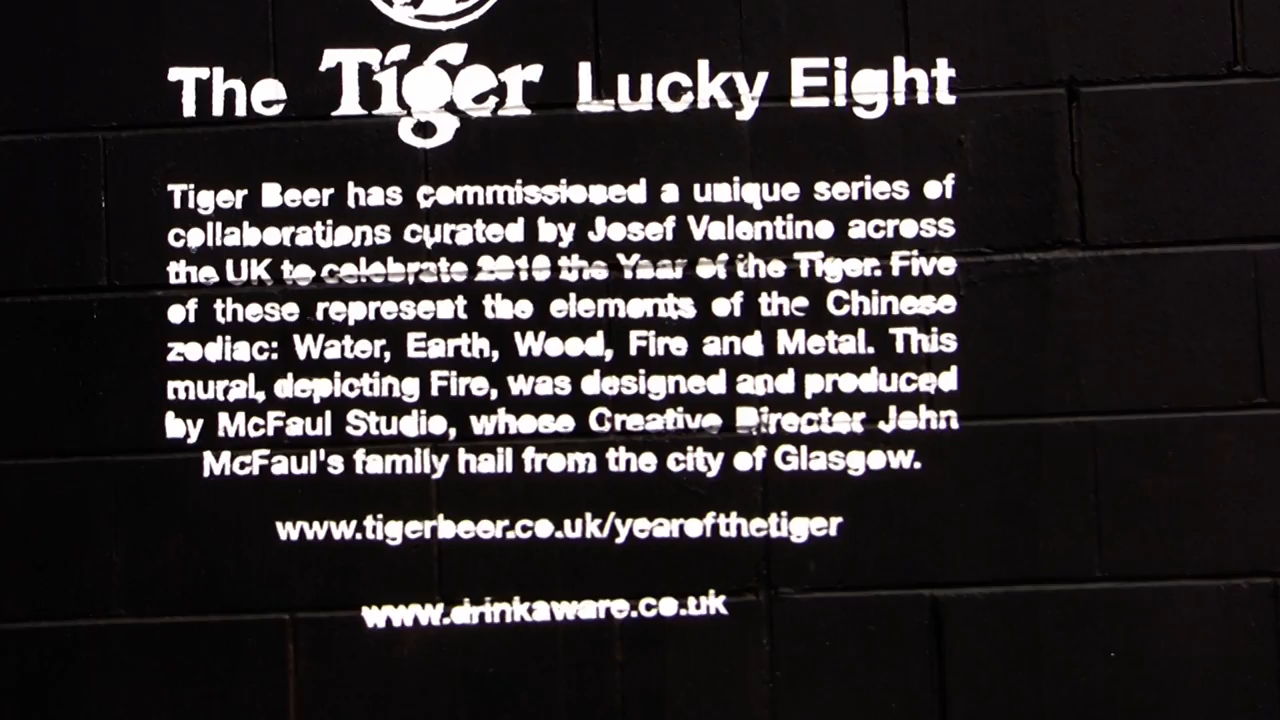 The Tiger Lucky Eight
Tiger Beer has commissioned a unique series of
collaborations curated by Josef Valentino across
the UK to celebrate 2010 the Year of the Tiger. Five
of these represent the elements of the Chinese
zodiac: Water, Earth, Wood, Fire and Metal. This
mural, depicting Fire, was designed and produced
by McFaul Studio, whose Creative Director John
McFaul's family hail from the city of Glasgow.
www.tigerbeer.co.uk/yearofthetiger
www.drinkaware.co.uk